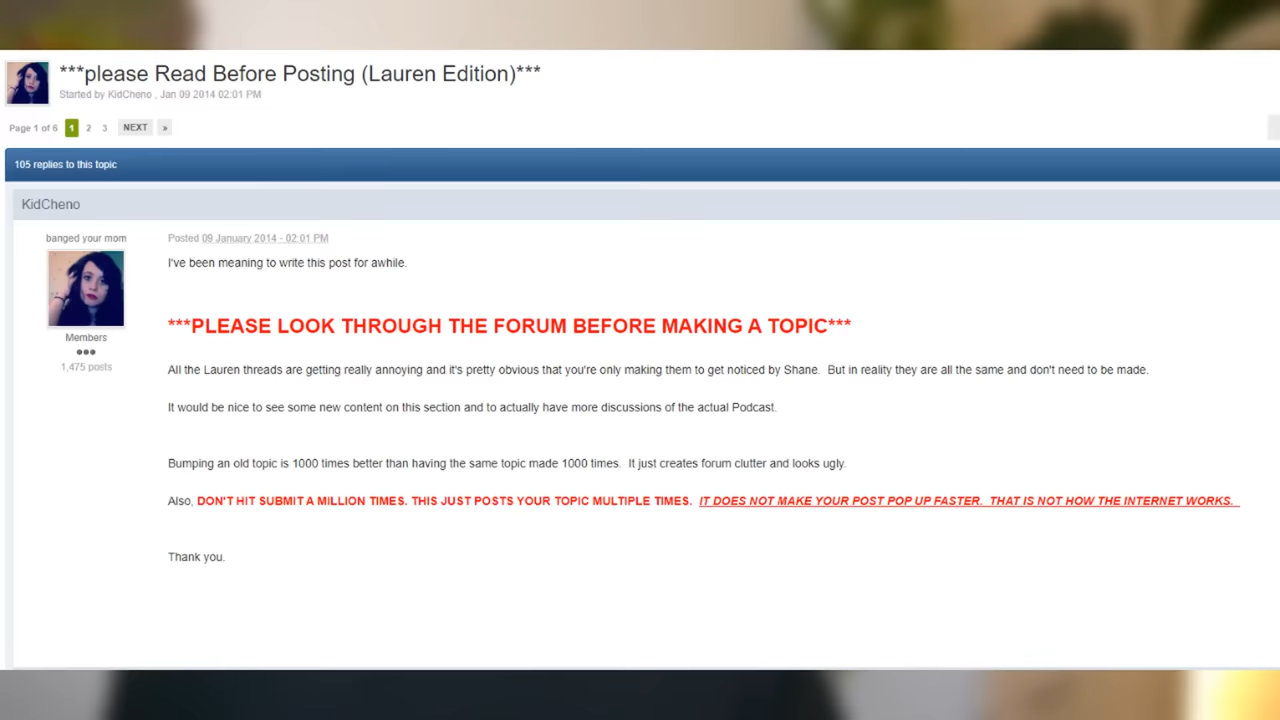 ***please Read Before Posting (Lauren Edition)***
Started by KidCheno , Jan 09 2014 02:01 PM
Page 1 of 6 1 2 3 NEXT »
105 replies to this topic
KidCheno
banged your mom
Posted 09 January 2014 - 02:01 PM
I've been meaning to write this post for awhile.
***PLEASE LOOK THROUGH THE FORUM BEFORE MAKING A TOPIC***
Members
1,475 posts
All the Lauren threads are getting really annoying and it's pretty obvious that you're only making them to get noticed by Shane.  But in reality they are all the same and don't need to be made.
It would be nice to see some new content on this section and to actually have more discussions of the actual Podcast.
Bumping an old topic is 1000 times better than having the same topic made 1000 times.  It just creates forum clutter and looks ugly.
Also, DON'T HIT SUBMIT A MILLION TIMES. THIS JUST POSTS YOUR TOPIC MULTIPLE TIMES.  IT DOES NOT MAKE YOUR POST POP UP FASTER.  THAT IS NOT HOW THE INTERNET WORKS.
Thank you.